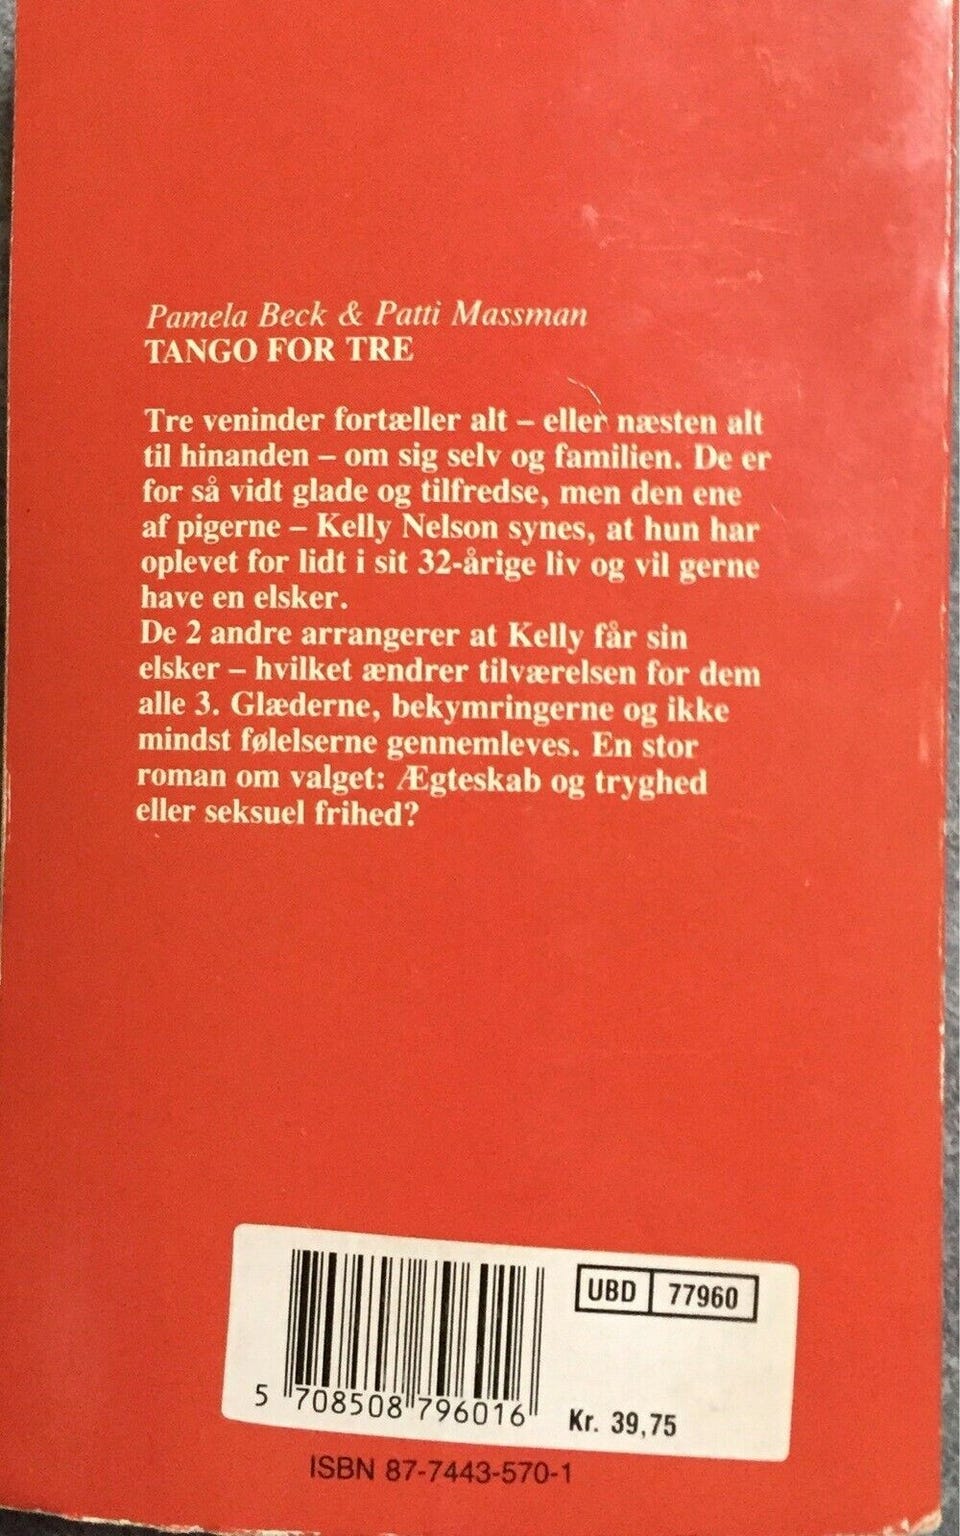 Pamela Beck & Patti Massman
TANGO FOR TRE
Tre veninder fortæller alt – eller næsten alt
til hinanden – om sig selv og familien. De er
for så vidt glade og tilfredse, men den ene
af pigerne – Kelly Nelson synes, at hun har
oplevet for lidt i sit 32-årige liv og vil gerne
have en elsker.
De 2 andre arrangerer at Kelly får sin
elsker – hvilket ændrer tilværelsen for dem
alle 3. Glæderne, bekymringerne og ikke
mindst følelserne gennemleves. En stor
roman om valget: Ægteskab og tryghed
eller seksuel frihed?
UBD 77960
5 708508 796016
Kr. 39,75
ISBN 87-7443-570-1